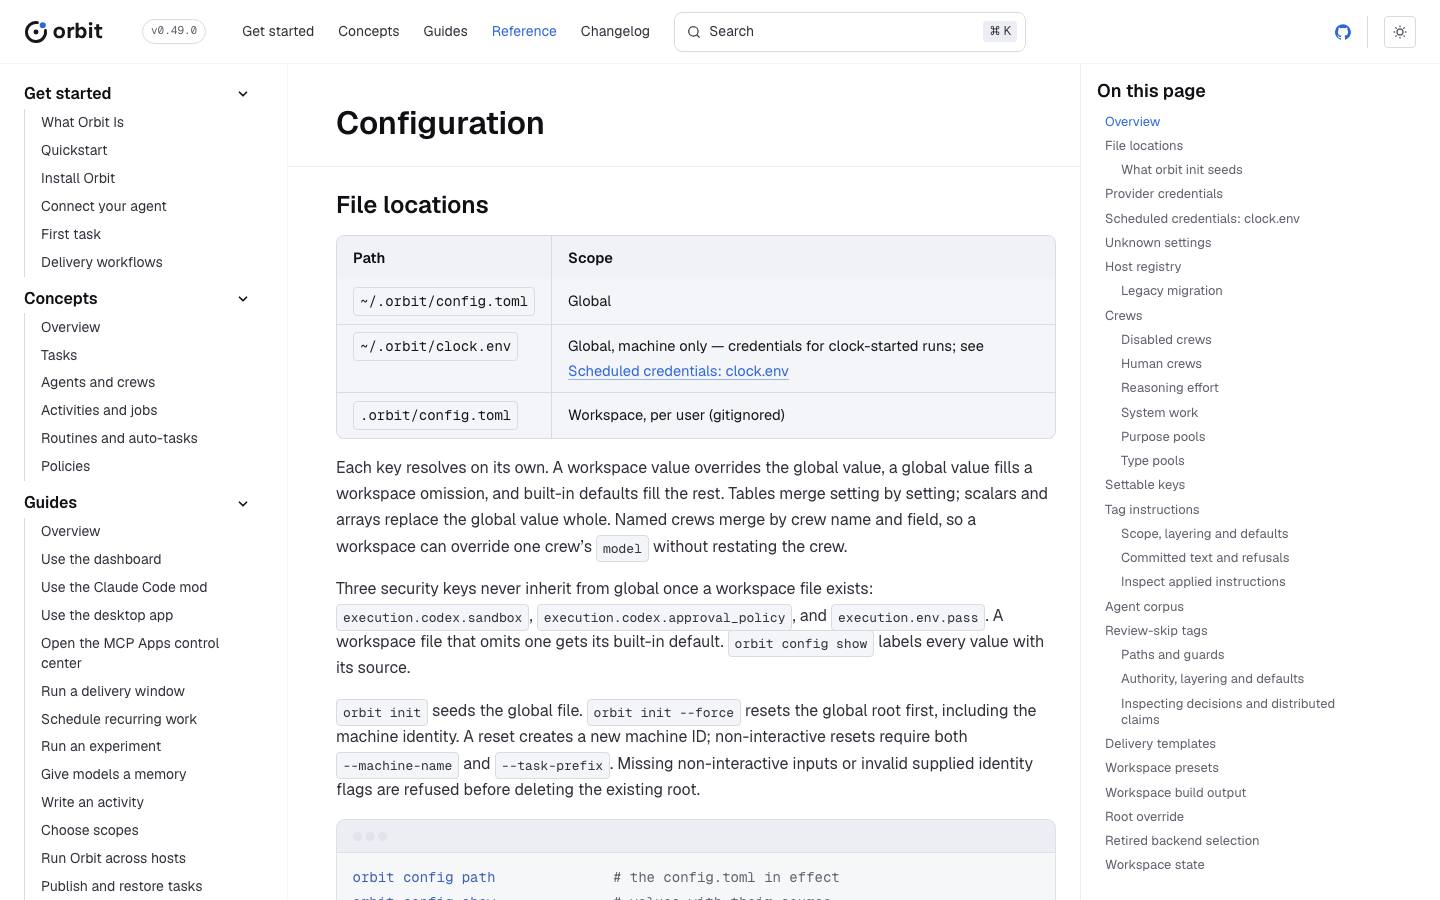 orbit
v0.49.0
Get started
Concepts
Guides
Reference
Changelog
Search
⌘ K
Get started
What Orbit Is
Quickstart
Install Orbit
Connect your agent
First task
Delivery workflows
Concepts
Overview
Tasks
Agents and crews
Activities and jobs
Routines and auto-tasks
Policies
Guides
Overview
Use the dashboard
Use the Claude Code mod
Use the desktop app
Open the MCP Apps control
center
Run a delivery window
Schedule recurring work
Run an experiment
Give models a memory
Write an activity
Choose scopes
Run Orbit across hosts
Publish and restore tasks
Configuration
File locations
Path Scope
~/.orbit/config.toml Global
~/.orbit/clock.env Global, machine only — credentials for clock-started runs; see
Scheduled credentials: clock.env
.orbit/config.toml Workspace, per user (gitignored)
Each key resolves on its own. A workspace value overrides the global value, a global value fills a
workspace omission, and built-in defaults fill the rest. Tables merge setting by setting; scalars and
arrays replace the global value whole. Named crews merge by crew name and field, so a
workspace can override one crew’s model without restating the crew.
Three security keys never inherit from global once a workspace file exists:
execution.codex.sandbox, execution.codex.approval_policy, and execution.env.pass. A
workspace file that omits one gets its built-in default. orbit config show labels every value with
its source.
orbit init seeds the global file. orbit init --force resets the global root first, including the
machine identity. A reset creates a new machine ID; non-interactive resets require both
--machine-name and --task-prefix. Missing non-interactive inputs or invalid supplied identity
flags are refused before deleting the existing root.
orbit config path # the config.toml in effect
orbit config show # values with their source
On this page
Overview
File locations
What orbit init seeds
Provider credentials
Scheduled credentials: clock.env
Unknown settings
Host registry
Legacy migration
Crews
Disabled crews
Human crews
Reasoning effort
System work
Purpose pools
Type pools
Settable keys
Tag instructions
Scope, layering and defaults
Committed text and refusals
Inspect applied instructions
Agent corpus
Review-skip tags
Paths and guards
Authority, layering and defaults
Inspecting decisions and distributed
claims
Delivery templates
Workspace presets
Workspace build output
Root override
Retired backend selection
Workspace state